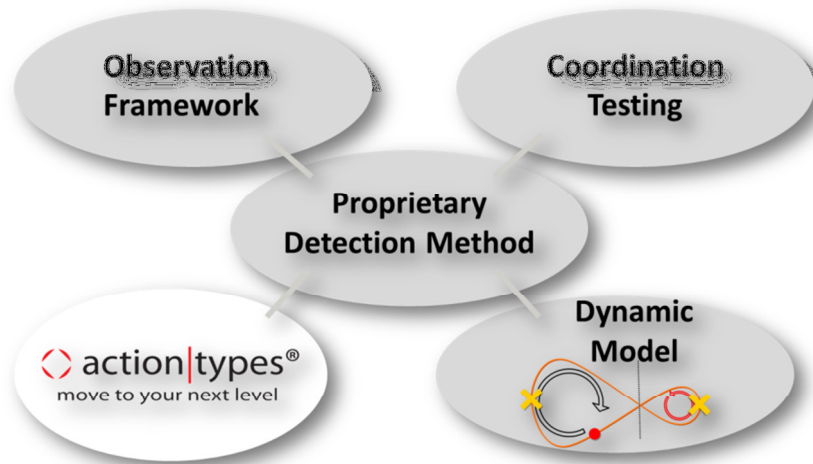 Observation
Framework
Coordination
Testing
Proprietary
Detection Method
action|types®
move to your next level
Dynamic
Model